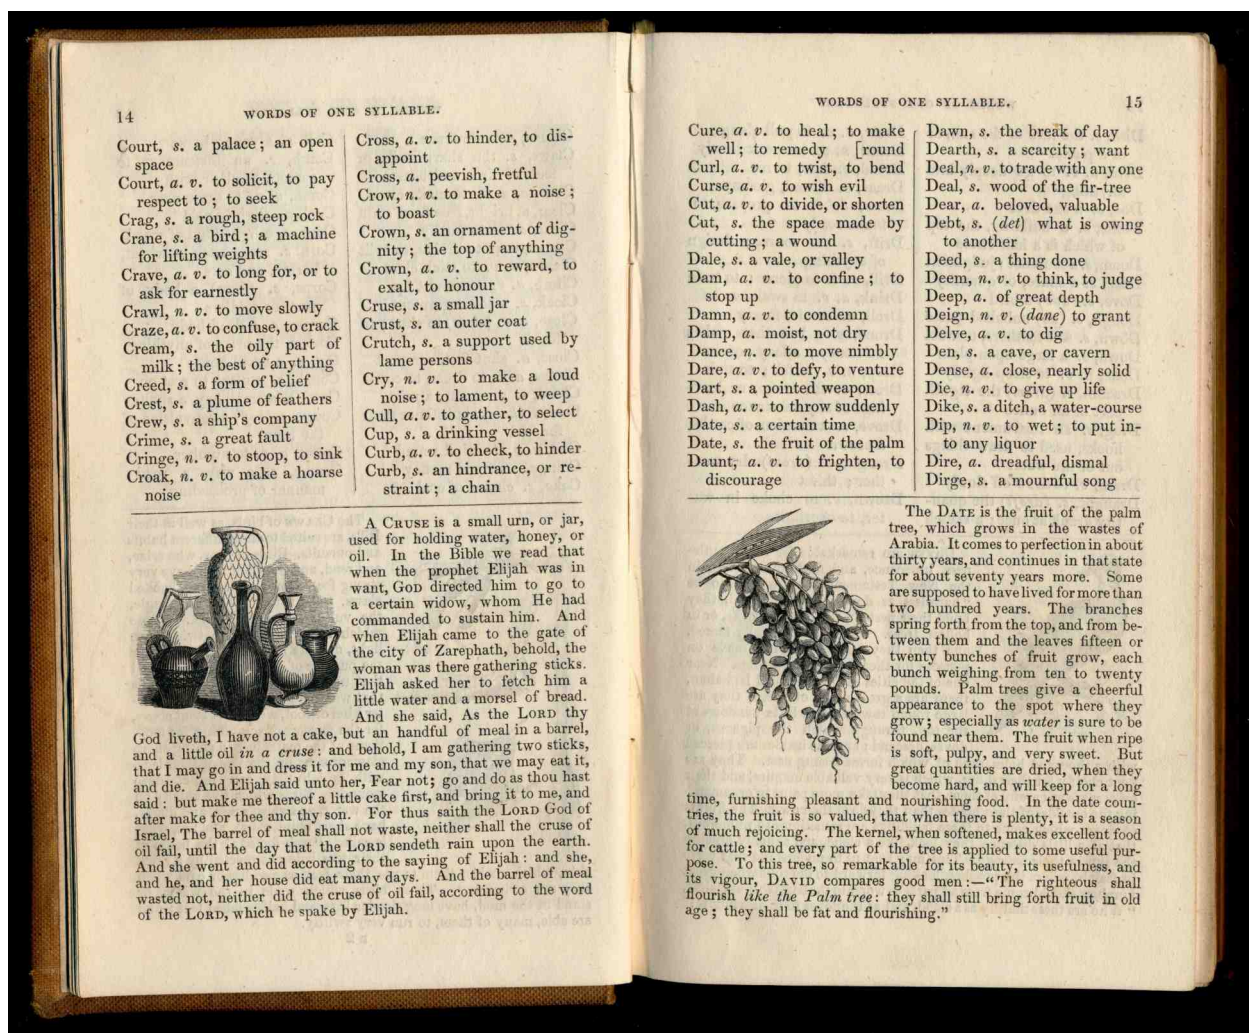 14
WORDS OF ONE SYLLABLE.
Court, s. a palace; an open
space
Court, a. v. to solicit, to pay
respect to; to seek
Crag, s. a rough, steep rock
Crane, s. a bird; a machine
for lifting weights
Crave, a. v. to long for, or to
ask for earnestly
Crawl, n. v. to move slowly
Craze, a. v. to confuse, to crack
Cream, s. the oily part of
milk; the best of anything
Creed, s. a form of belief
Crest, s. a plume of feathers
Crew, s. a ship's company
Crime, s. a great fault
Cringe, n. v. to stoop, to sink
Croak, n. v. to make a hoarse
noise
Cross, a. v. to hinder, to dis-
appoint
Cross, a. peevish, fretful
Crow, n. v. to make a noise;
to boast
Crown, s. an ornament of dig-
nity; the top of anything
Crown, a. v. to reward, to
exalt, to honour
Cruse, s. a small jar
Crust, s. an outer coat
Crutch, s. a support used by
lame persons
Cry, n. v. to make a loud
noise; to lament, to weep
Cull, a. v. to gather, to select
Cup, s. a drinking vessel
Curb, a. v. to check, to hinder
Curb, s. an hindrance, or re-
straint; a chain
A CRUSE is a small urn, or jar,
used for holding water, honey, or
oil. In the Bible we read that
when the prophet Elijah was in
want, GOD directed him to go to
a certain widow, whom He had
commanded to sustain him. And
when Elijah came to the gate of
the city of Zarephath, behold, the
woman was there gathering sticks.
Elijah asked her to fetch him a
little water and a morsel of bread.
And she said, As the LORD thy
God liveth, I have not a cake, but an handful of meal in a barrel,
and a little oil in a cruse: and behold, I am gathering two sticks,
that I may go in and dress it for me and my son, that we may eat it,
and die. And Elijah said unto her, Fear not; go and do as thou hast
said: but make me thereof a little cake first, and bring it to me, and
after make for thee and thy son. For thus saith the LORD God of
Israel, The barrel of meal shall not waste, neither shall the cruse of
oil fail, until the day that the LORD sendeth rain upon the earth.
And she went and did according to the saying of Elijah: and she,
and he, and her house did eat many days. And the barrel of meal
wasted not, neither did the cruse of oil fail, according to the word
of the LORD, which he spake by Elijah.
WORDS OF ONE SYLLABLE.
15
Cure, a. v. to heal; to make
well; to remedy [round
Curl, a. v. to twist, to bend
Curse, a. v. to wish evil
Cut, a. v. to divide, or shorten
Cut, s. the space made by
cutting; a wound
Dale, s. a vale, or valley
Dam, a. v. to confine; to
stop up
Damn, a. v. to condemn
Damp, a. moist, not dry
Dance, n. v. to move nimbly
Dare, a. v. to defy, to venture
Dart, s. a pointed weapon
Dash, a. v. to throw suddenly
Date, s. a certain time
Date, s. the fruit of the palm
Daunt, a. v. to frighten, to
discourage
Dawn, s. the break of day
Dearth, s. a scarcity; want
Deal, n. v. to trade with any one
Deal, s. wood of the fir-tree
Dear, a. beloved, valuable
Debt, s. (det) what is owing
to another
Deed, s. a thing done
Deem, n. v. to think, to judge
Deep, a. of great depth
Deign, n. v. (dane) to grant
Delve, a. v. to dig
Den, s. a cave, or cavern
Dense, a. close, nearly solid
Die, n. v. to give up life
Dike, s. a ditch, a water-course
Dip, n. v. to wet; to put in-
to any liquor
Dire, a. dreadful, dismal
Dirge, s. a mournful song
The DATE is the fruit of the palm
tree, which grows in the wastes of
Arabia. It comes to perfection in about
thirty years, and continues in that state
for about seventy years more. Some
are supposed to have lived for more than
two hundred years. The branches
spring forth from the top, and from be-
tween them and the leaves fifteen or
twenty bunches of fruit grow, each
bunch weighing from ten to twenty
pounds. Palm trees give a cheerful
appearance to the spot where they
grow; especially as water is sure to be
found near them. The fruit when ripe
is soft, pulpy, and very sweet. But
great quantities are dried, when they
become hard, and will keep for a long
time, furnishing pleasant and nourishing food. In the date coun-
tries, the fruit is so valued, that when there is plenty, it is a season
of much rejoicing. The kernel, when softened, makes excellent food
for cattle; and every part of the tree is applied to some useful pur-
pose. To this tree, so remarkable for its beauty, its usefulness, and
its vigour, DAVID compares good men:—"The righteous shall
flourish like the Palm tree: they shall still bring forth fruit in old
age; they shall be fat and flourishing."